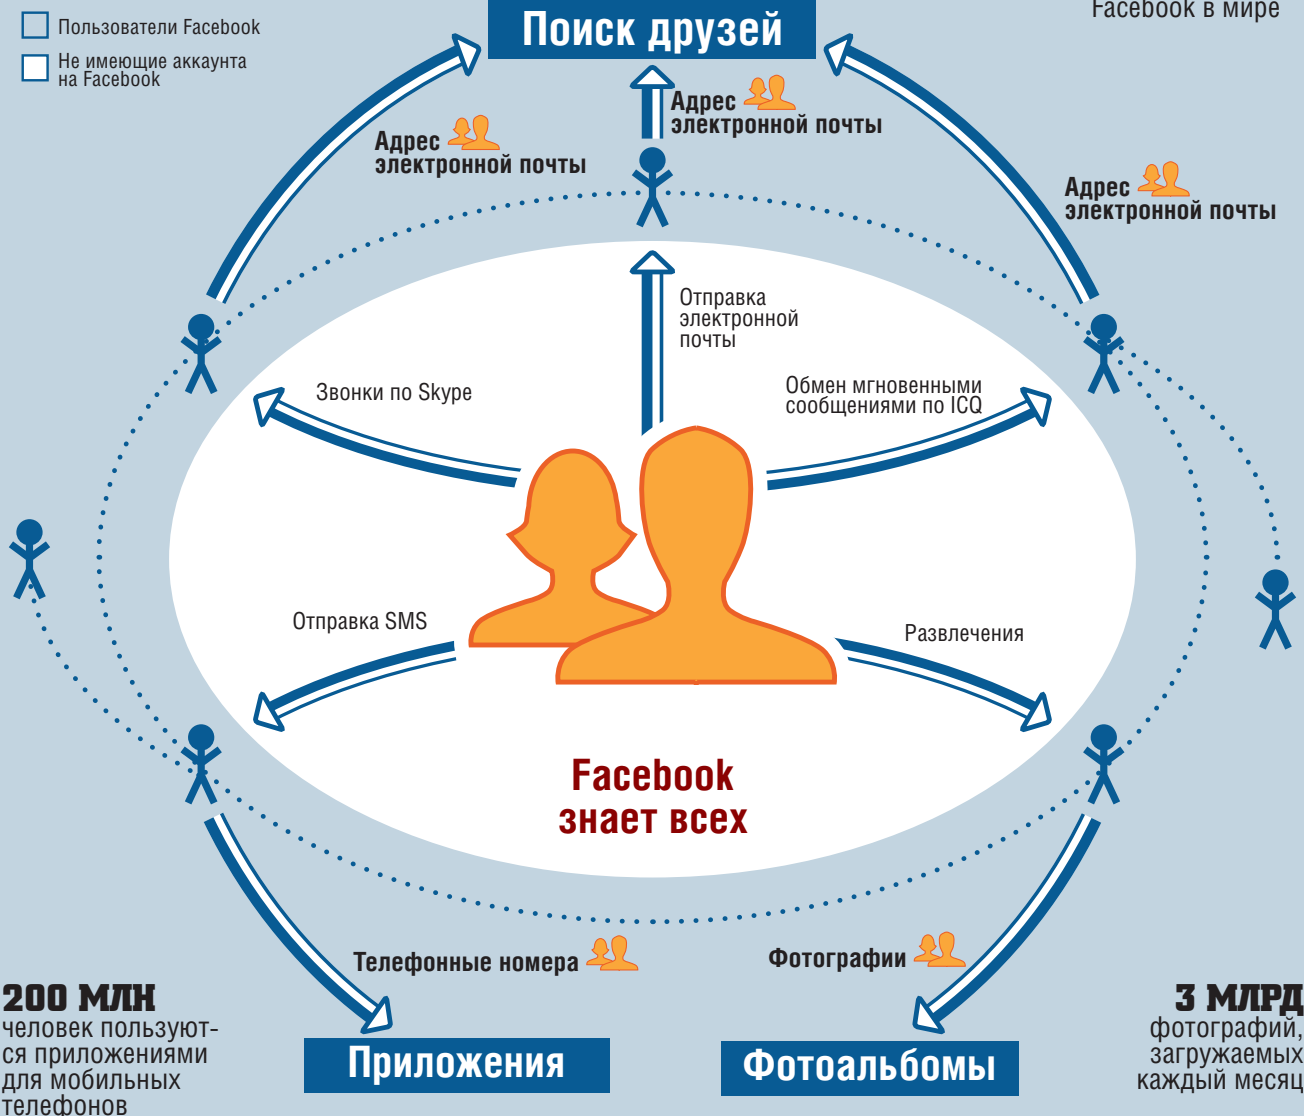 Facebook в мире
Пользователи Facebook
Не имеющие аккаунта
на Facebook
Поиск друзей
Адрес
электронной почты
Адрес
электронной почты
Адрес
электронной почты
Отправка
электронной
почты
Звонки по Skype
Обмен мгновенными
сообщениями по ICQ
Отправка SMS
Развлечения
Facebook
знает всех
Телефонные номера
Фотографии
200 МЛН
человек пользуют-
ся приложениями
для мобильных
телефонов
Приложения
Фотоальбомы
3 МЛРД
фотографий,
загружаемых
каждый месяц